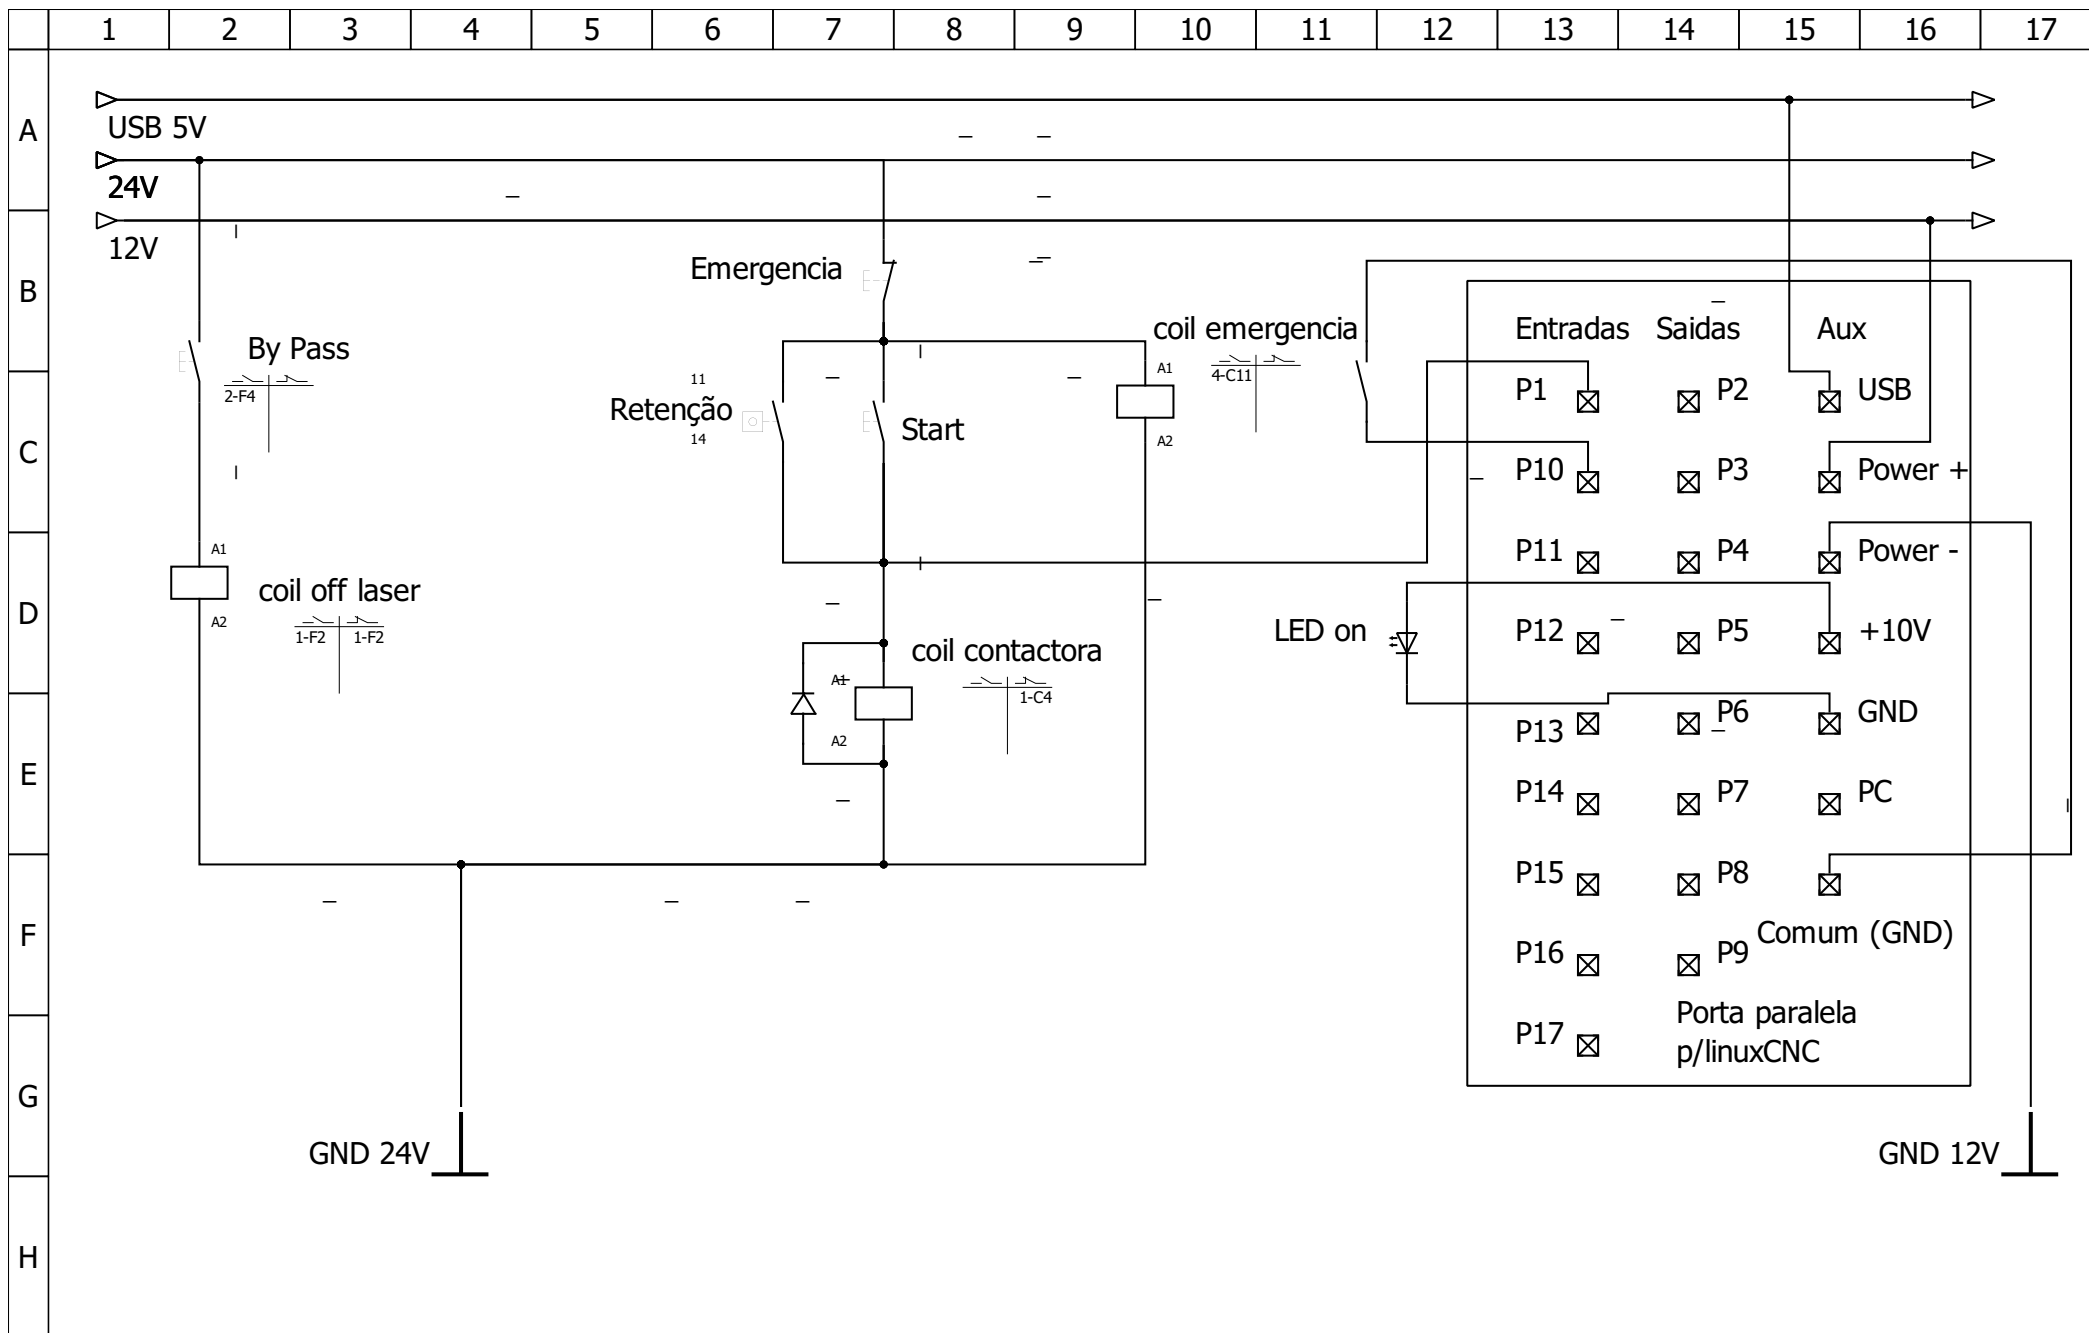 1 2 3 4 5 6 7 8 9 10 11 12 13 14 15 16 17
A
USB 5V
24V
12V
B
Emergencia
coil emergencia
4-C11
Entradas Saidas Aux
By Pass
2-F4
C
11
Retenção
14
Start
A1
A2
P1 P2 USB
P10 P3 Power +
P11 P4 Power -
D
A1
coil off laser
A2
1-F2 1-F2
LED on
P12 P5 +10V
coil contactora
A1
1-C4
A2
E
P13 P6 GND
P14 P7 PC
P15 P8
F
Comum (GND)
P16 P9
P17
Porta paralela
p/linuxCNC
G
GND 24V
GND 12V
H